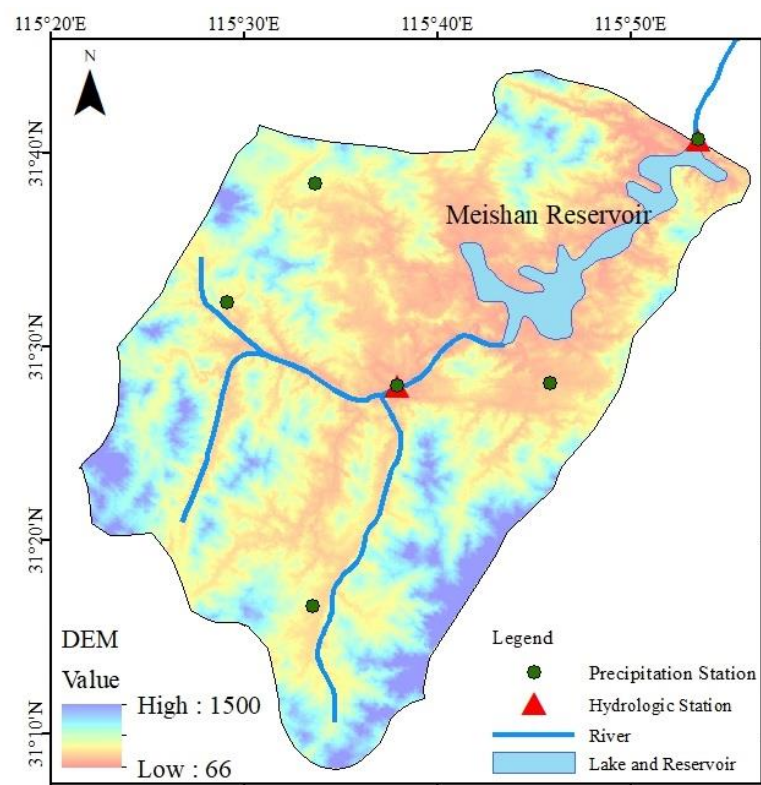 115°20'E 115°30'E 115°40'E 115°50'E
N
31°40'N
Meishan Reservoir
31°30'N
31°20'N
31°10'N
DEM
Value
High : 1500
Low : 66
Legend
Precipitation Station
Hydrologic Station
River
Lake and Reservoir